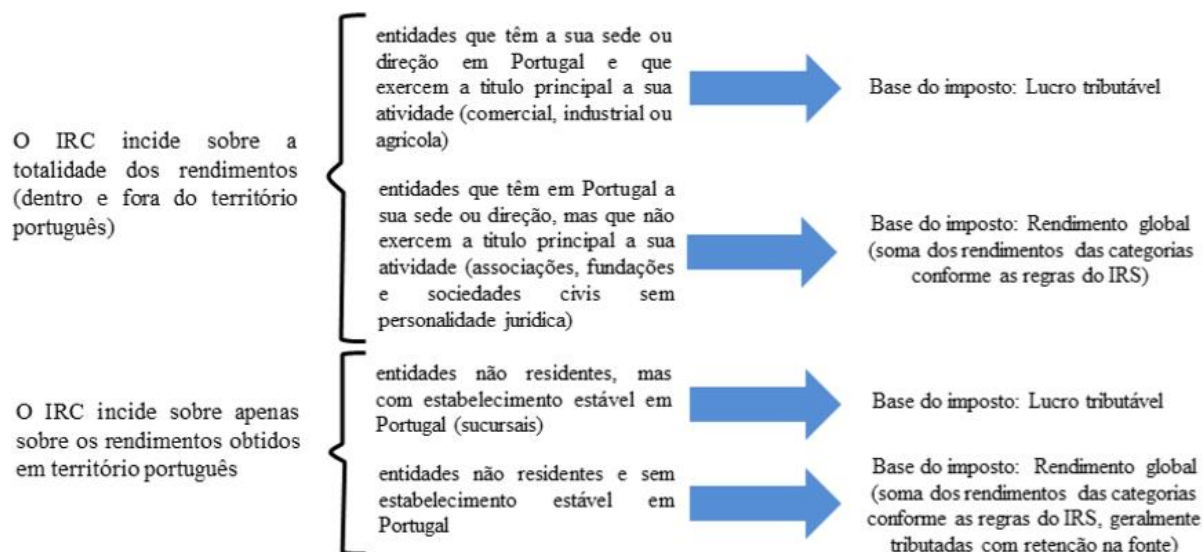 O IRC incide sobre a
totalidade dos rendimentos
(dentro e fora do território
português)
entidades que têm a sua sede ou
direção em Portugal e que
exercem a titulo principal a sua
atividade (comercial, industrial ou
agricola)
Base do imposto: Lucro tributável
entidades que têm em Portugal a
sua sede ou direção, mas que não
exercem a titulo principal a sua
atividade (associações, fundações
e sociedades civis sem
personalidade juridica)
Base do imposto: Rendimento global
(soma dos rendimentos das categorias
conforme as regras do IRS)
O IRC incide sobre apenas
sobre os rendimentos obtidos
em território português
entidades não residentes, mas
com estabelecimento estável em
Portugal (sucursais)
Base do imposto: Lucro tributável
entidades não residentes e sem
estabelecimento estável em
Portugal
Base do imposto: Rendimento global
(soma dos rendimentos das categorias
conforme as regras do IRS, geralmente
tributadas com retenção na fonte)